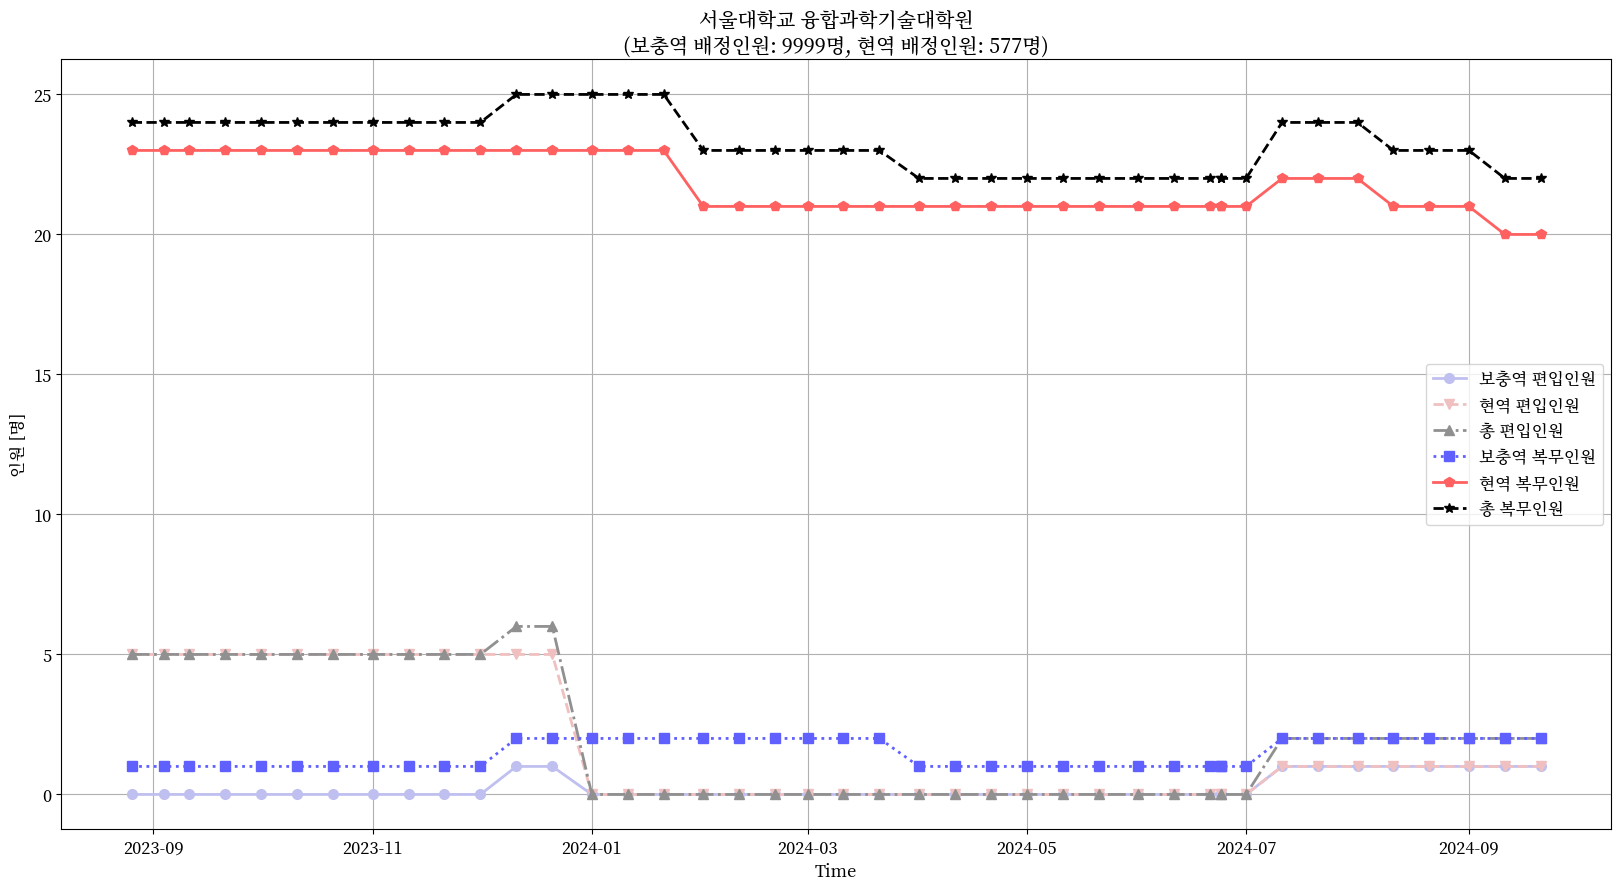 서울대학교 융합과학기술대학원
(보충역 배정인원: 9999명, 현역 배정인원: 577명)
인원 [명]
25
20
15
10
5
0
보충역 편입인원
현역 편입인원
총 편입인원
보충역 복무인원
현역 복무인원
총 복무인원
2023-09
2023-11
2024-01
2024-03
2024-05
2024-07
2024-09
Time